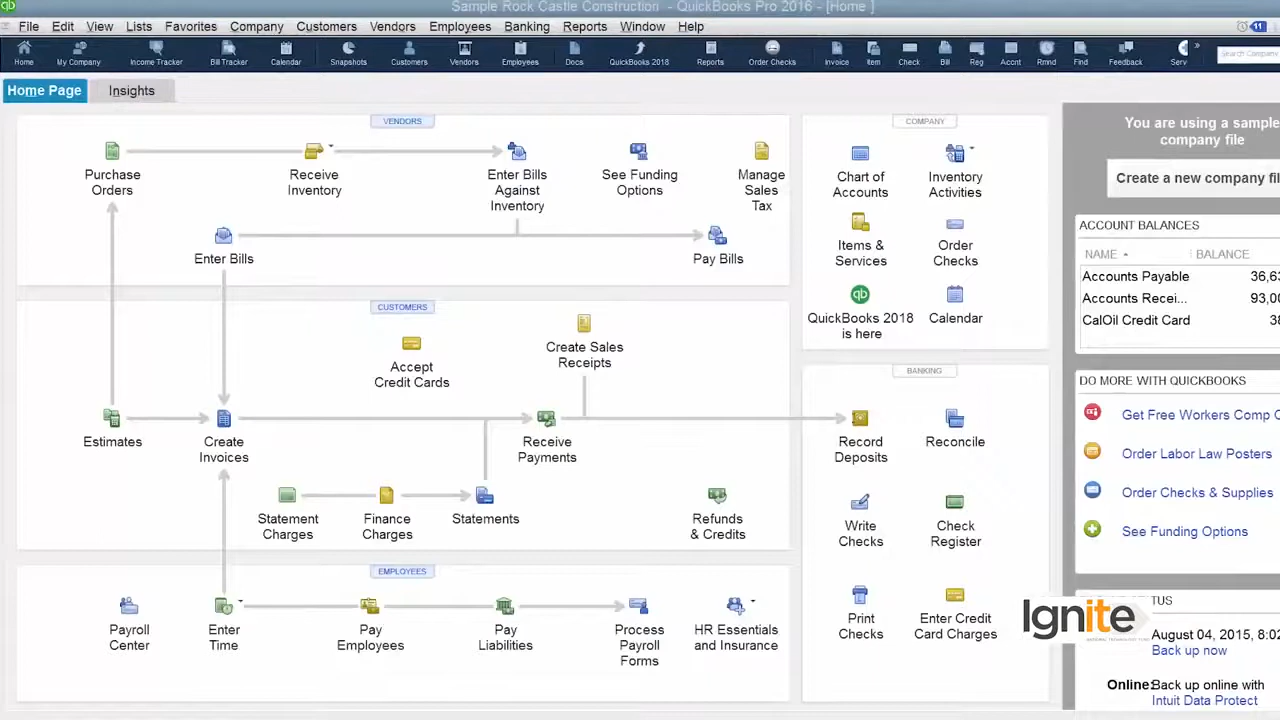 Sample Rock Castle Construction - QuickBooks Pro 2016 - [Home ]
File Edit View Lists Favorites Company Customers Vendors Employees Banking Reports Window Help
11
Home My Company Income Tracker Bill Tracker Calendar Snapshots Customers Vendors Employees Docs QuickBooks 2018 Reports Order Checks Invoice Item Check Bill Reg Accnt Rmnd Find Feedback Serv
Search Company
Home Page Insights
VENDORS
Purchase
Orders
Receive
Inventory
Enter Bills
Against
Inventory
See Funding
Options
Manage
Sales
Tax
Enter Bills
Pay Bills
CUSTOMERS
Accept
Credit Cards
Create Sales
Receipts
Estimates
Create
Invoices
Receive
Payments
Statement
Charges
Finance
Charges
Statements
Refunds
& Credits
EMPLOYEES
Payroll
Center
Enter
Time
Pay
Employees
Pay
Liabilities
Process
Payroll
Forms
HR Essentials
and Insurance
COMPANY
Chart of
Accounts
Inventory
Activities
Items &
Services
Order
Checks
qb
QuickBooks 2018
is here
Calendar
BANKING
Record
Deposits
Reconcile
Write
Checks
Check
Register
Print
Checks
Enter Credit
Card Charges
You are using a sample
company file
Create a new company fil
ACCOUNT BALANCES
NAME BALANCE
Accounts Payable 36,63
Accounts Recei... 93,00
CalOil Credit Card 38
DO MORE WITH QUICKBOOKS
Get Free Workers Comp
Order Labor Law Posters
Order Checks & Supplies
See Funding Options
Ignite
TUS
August 04, 2015, 8:02
Back up now
Online: Back up online with
Intuit Data Protect